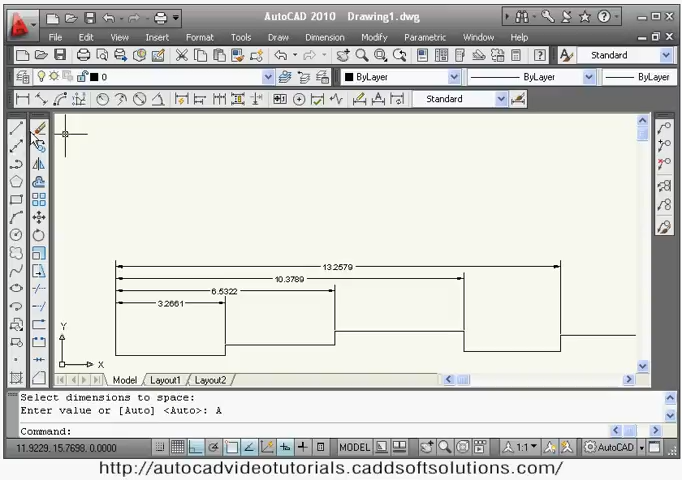 AutoCAD 2010 Drawing1.dwg
File Edit View Insert Format Tools Draw Dimension Modify Parametric Window Help
Standard
0 ByLayer ByLayer ByLayer
Standard
13.2579
10.3789
6.5322
3.2661
Y
X
Model Layout1 Layout2
Select dimensions to space:
Enter value or [Auto] <Auto>: A
Command:
11.9229, 15.7698, 0.0000 MODEL 1:1 AutoCAD
http://autocadvideotutorials.caddsoftsolutions.com/